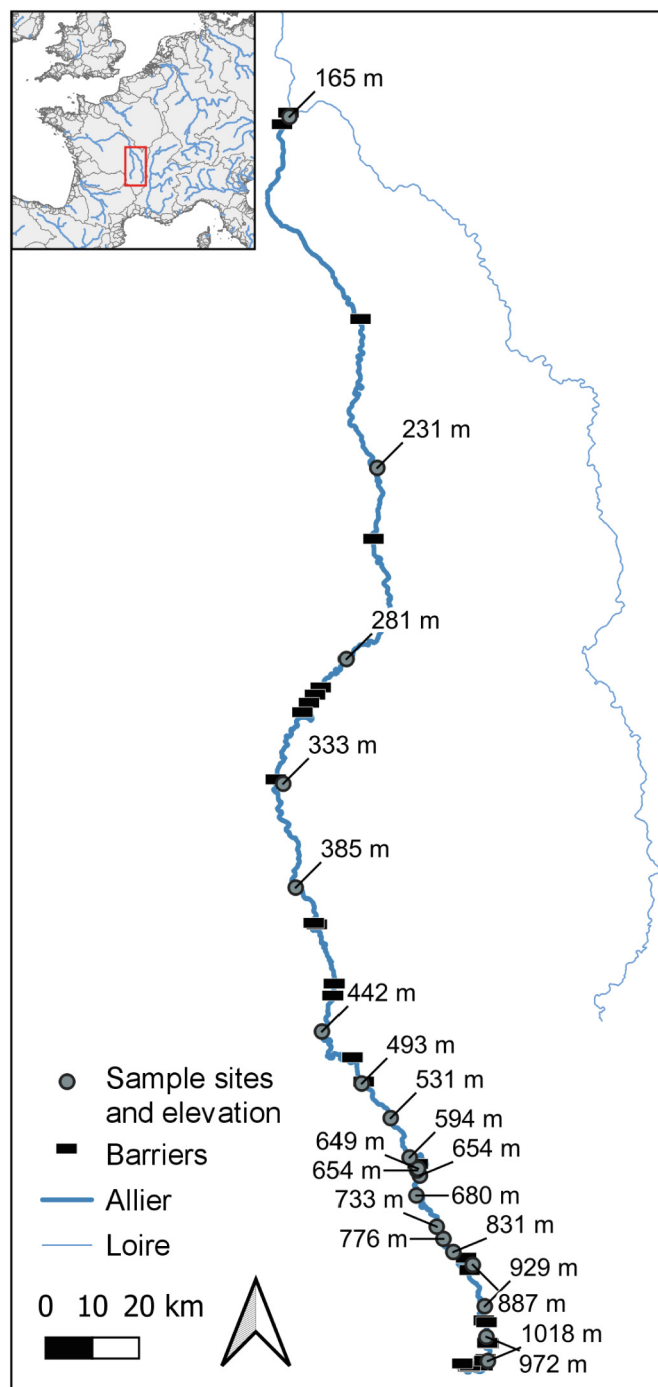 165 m
231 m
281 m
333 m
385 m
442 m
493 m
531 m
594 m
649 m
654 m
654 m
680 m
733 m
831 m
776 m
929 m
887 m
1018 m
972 m
Sample sites
and elevation
Barriers
Allier
Loire
0 10 20 km